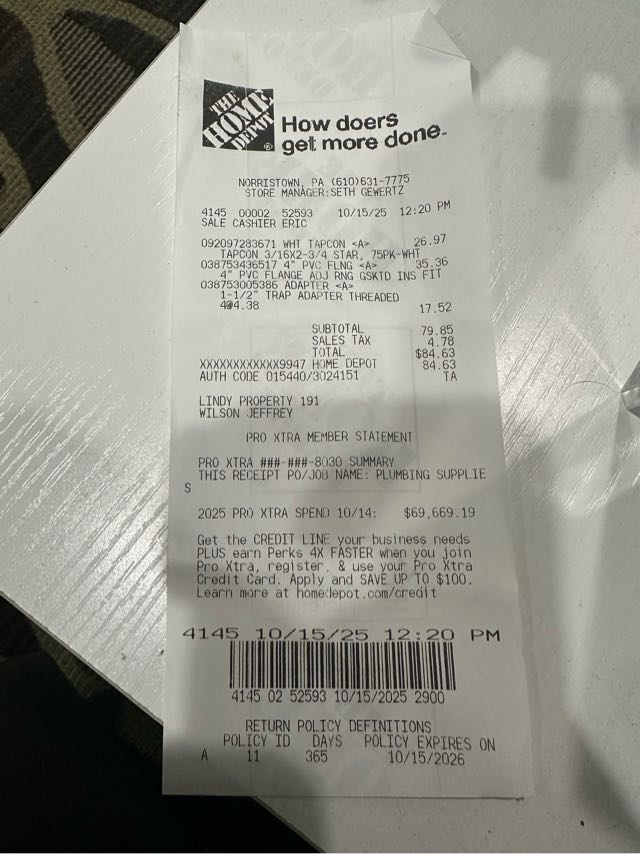 THE
HOME
DEPOT
How doers
get more done.
NORRISTOWN, PA (610)631-7775
STORE MANAGER:SETH GEWERTZ
4145 00002 52593 10/15/25 12:20 PM
SALE CASHIER ERIC
092097283671 WHT TAPCON <A> 26.97
TAPCON 3/16X2-3/4 STAR, 75PK-WHT
038753436517 4" PVC FLNG <A> 35.36
4" PVC FLANGE ADJ RNG GSKTD INS FIT
038753005386 ADAPTER <A>
1-1/2" TRAP ADAPTER THREADED
4@4.38 17.52
SUBTOTAL 79.85
SALES TAX 4.78
TOTAL $84.63
XXXXXXXXXXXX9947 HOME DEPOT 84.63
AUTH CODE 015440/3024151 TA
LINDY PROPERTY 191
WILSON JEFFREY
PRO XTRA MEMBER STATEMENT
PRO XTRA ###-###-8030 SUMMARY
THIS RECEIPT PO/JOB NAME: PLUMBING SUPPLIE
S
2025 PRO XTRA SPEND 10/14: $69,669.19
Get the CREDIT LINE your business needs
PLUS earn Perks 4X FASTER when you join
Pro Xtra, register, & use your Pro Xtra
Credit Card. Apply and SAVE UP TO $100.
Learn more at homedepot.com/credit
4145 10/15/25 12:20 PM
4145 02 52593 10/15/2025 2900
RETURN POLICY DEFINITIONS
POLICY ID DAYS POLICY EXPIRES ON
A 11 365 10/15/2026